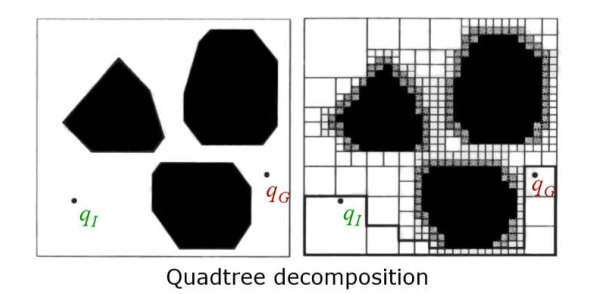 q_G q_G
q_I q_I
Quadtree decomposition